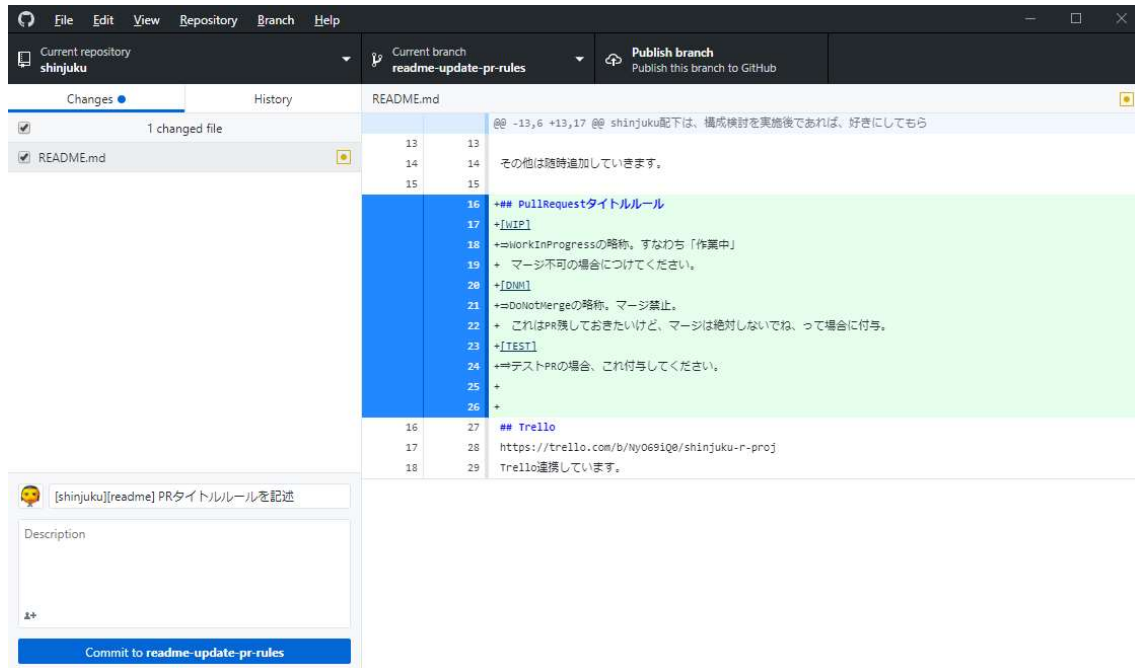 File Edit View Repository Branch Help
Current repository
shinjuku
Current branch
readme-update-pr-rules
Publish branch
Publish this branch to GitHub
Changes History
README.md
1 changed file
README.md
@@ -13,6 +13,17 @@ shinjuku配下は、構成検討を実施後であれば、好きにしてもら
13 13
14 14 その他は随時追加していきます。
15 15
16 +## PullRequestタイトルルール
17 +[WIP]
18 +⇒WorkInProgressの略称。すなわち「作業中」
19 + マージ不可の場合につけてください。
20 +[DNM]
21 +⇒DoNotMergeの略称。マージ禁止。
22 + これはPR残しておきたいけど、マージは絶対しないでね、って場合に付与。
23 +[TEST]
24 +⇒テストPRの場合、これ付与してください。
25 +
26 +
16 27 ## Trello
17 28 https://trello.com/b/NyO69iQ0/shinjuku-r-proj
18 29 Trello連携しています。
[shinjuku][readme] PRタイトルルールを記述
Description
Commit to readme-update-pr-rules